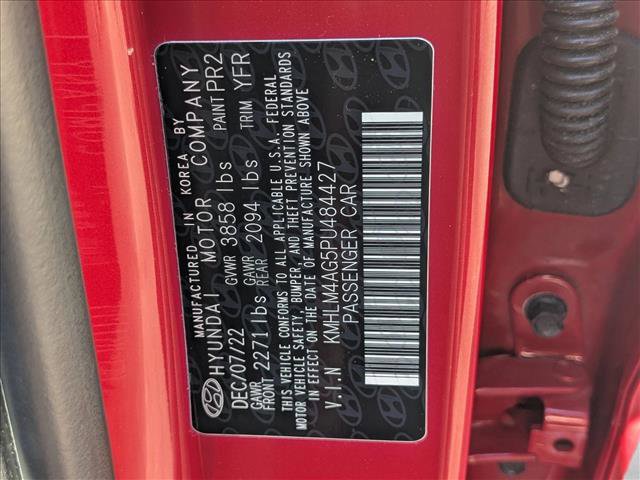 MANUFACTURED IN KOREA BY
HYUNDAI MOTOR COMPANY
DEC/07/22 GVWR 3858 lbs PAINT PR2
GAWR FRONT 2271 lbs GAWR REAR 2094 lbs TRIM YFR
THIS VEHICLE CONFORMS TO ALL APPLICABLE U.S.A. FEDERAL
MOTOR VEHICLE SAFETY, BUMPER, AND THEFT PREVENTION STANDARDS
IN EFFECT ON THE DATE OF MANUFACTURE SHOWN ABOVE
V.I.N KMHLM4AG5PU484427
PASSENGER CAR